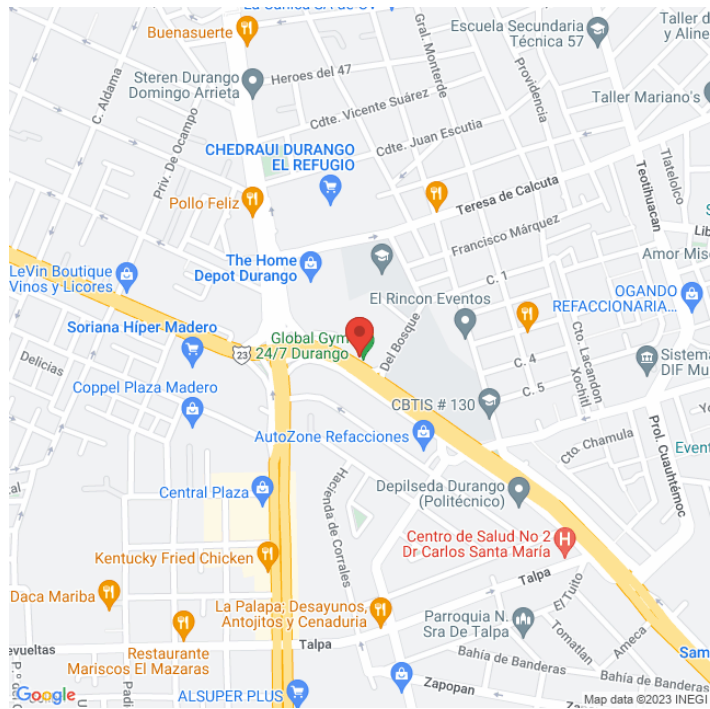 La Canica SA de CV
Buenasuerte
Gral. Monterde
Escuela Secundaria
Técnica 57
Taller d
y Aline
Steren Durango
Domingo Arrieta
Heroes del 47
C. Aldama
Providencia
Cdte. Vicente Suárez
Taller Mariano's
Priv. De Ocampo
Cdte. Juan Escutia
CHEDRAUI DURANGO
EL REFUGIO
Teotihuacan
Tlatelolco
Pollo Feliz
Teresa de Calcuta
Francisco Márquez
Lib
The Home
Depot Durango
Amor Mise
LeVin Boutique
Vinos y Licores
C. 1
El Rincon Eventos
OGANDO
REFACCIONARIA...
Soriana Híper Madero
Global Gym
24/7 Durango
Del Bosque
23
Delicias
C. 4
Cto. Lacandon
Xochitl
Sistema
DIF Mu
Coppel Plaza Madero
C. 5
CBTIS # 130
Yo
AutoZone Refacciones
Cto. Chamula
Prol. Cuauhtémoc
Event
Central Plaza
Hacienda de Corrales
Depilseda Durango
(Politécnico)
Kentucky Fried Chicken
Centro de Salud No 2
Dr Carlos Santa María
H
Talpa
Daca Mariba
La Palapa; Desayunos,
Antojitos y Cenaduria
El Tuito
Parroquia N.
Sra De Talpa
Tomatlan
Ameca
Restaurante
Mariscos El Mazaras
evueltas
Talpa
Sam
Bahía de Banderas
Bahía de Banderas
Zapopan
ALSUPER PLUS
Google
Map data ©2023 INEGI